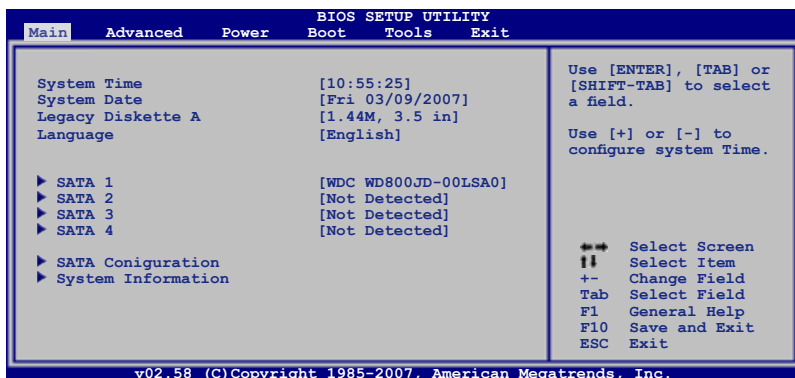 BIOS SETUP UTILITY
Main Advanced Power Boot Tools Exit
System Time [10:55:25]
System Date [Fri 03/09/2007]
Legacy Diskette A [1.44M, 3.5 in]
Language [English]
SATA 1 [WDC WD800JD-00LSA0]
SATA 2 [Not Detected]
SATA 3 [Not Detected]
SATA 4 [Not Detected]
SATA Coniguration
System Information
Use [ENTER], [TAB] or
[SHIFT-TAB] to select
a field.
Use [+] or [-] to
configure system Time.
Select Screen
Select Item
+- Change Field
Tab Select Field
F1 General Help
F10 Save and Exit
ESC Exit
v02.58 (C)Copyright 1985-2007, American Megatrends, Inc.